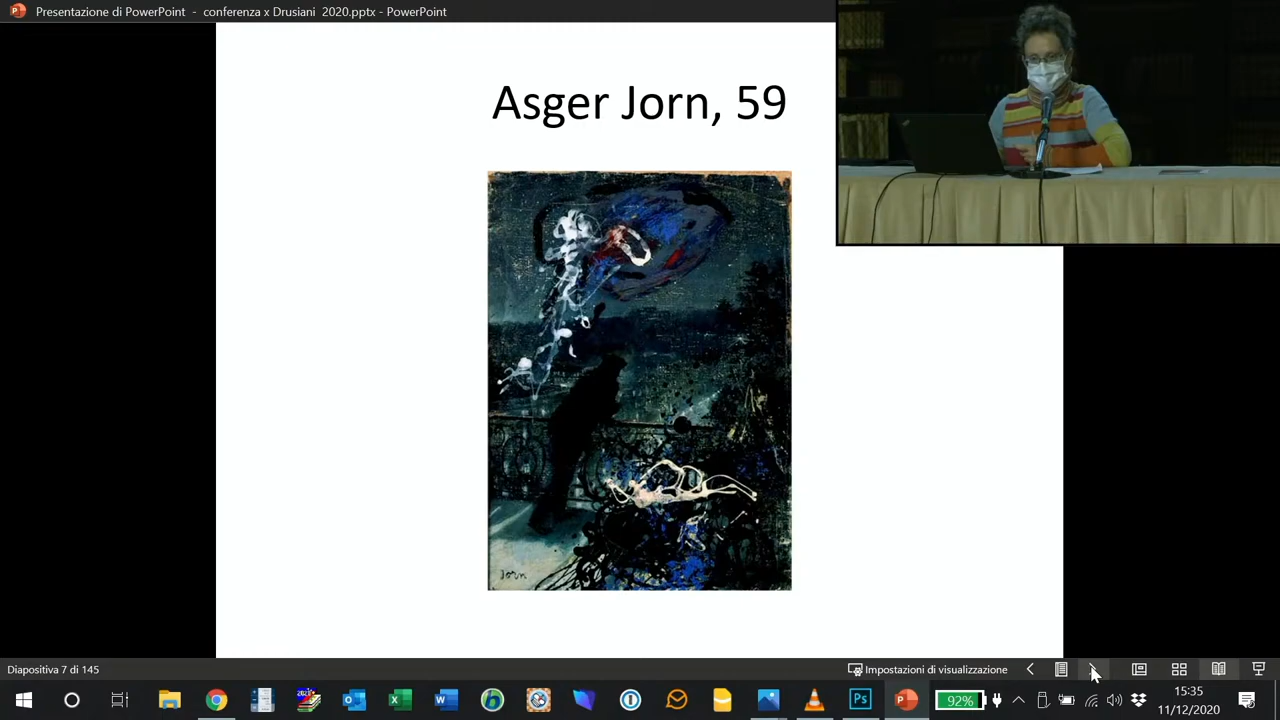 Presentazione di PowerPoint - conferenza x Drusiani 2020.pptx - PowerPoint
Asger Jorn, 59
Jorn
Diapositiva 7 di 145
Impostazioni di visualizzazione
92%
15:35
11/12/2020